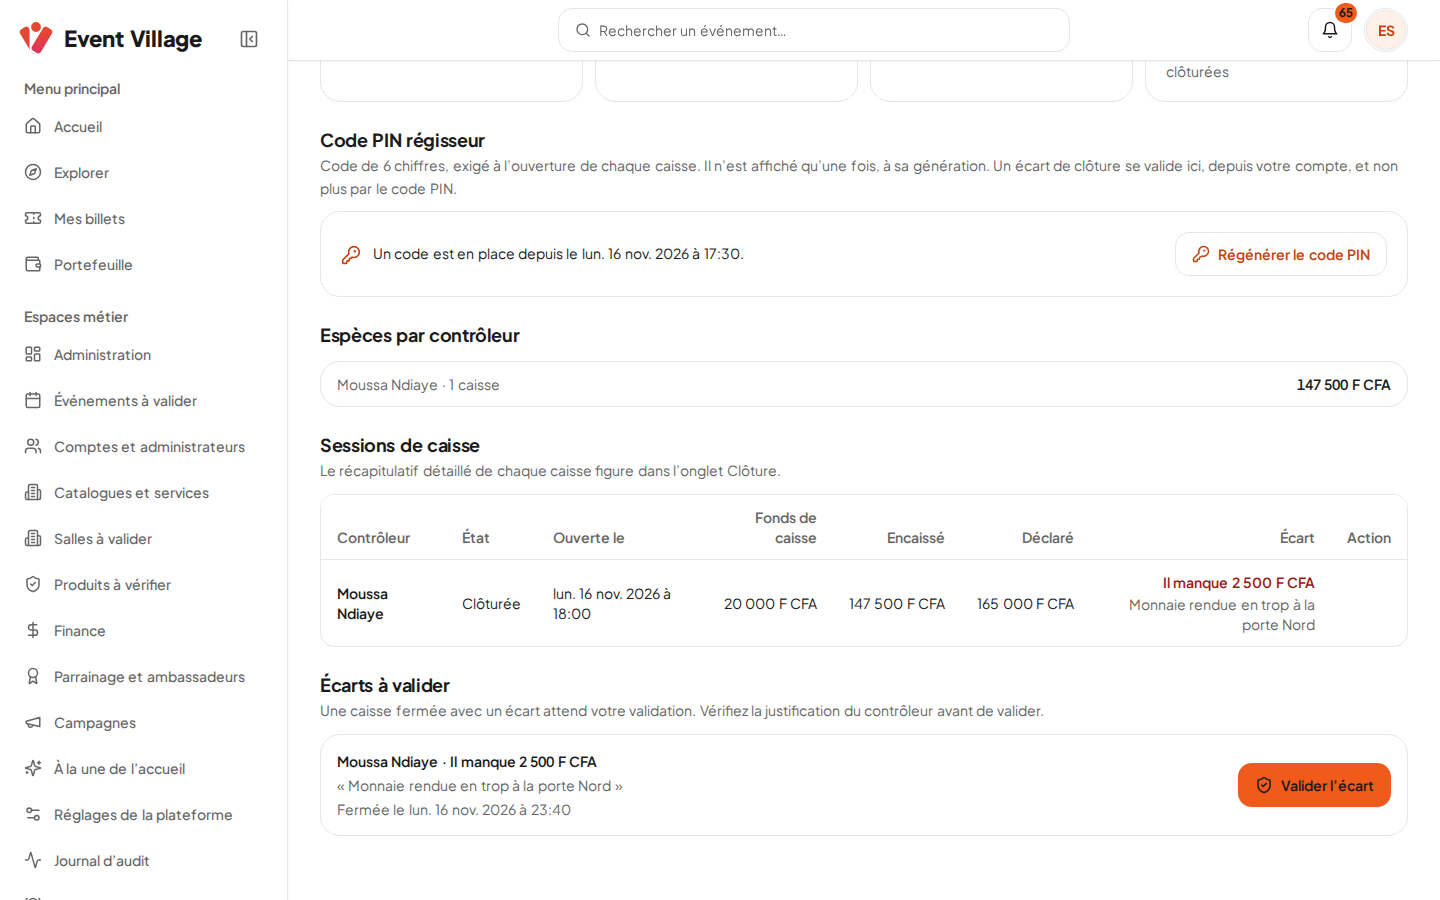 Event Village
Rechercher un événement...
65
ES
Menu principal
Accueil
Explorer
Mes billets
Portefeuille
Espaces métier
Administration
Événements à valider
Comptes et administrateurs
Catalogues et services
Salles à valider
Produits à vérifier
Finance
Parrainage et ambassadeurs
Campagnes
À la une de l'accueil
Réglages de la plateforme
Journal d'audit
clôturées
Code PIN régisseur
Code de 6 chiffres, exigé à l'ouverture de chaque caisse. Il n'est affiché qu'une fois, à sa génération. Un écart de clôture se valide ici, depuis votre compte, et non
plus par le code PIN.
Un code est en place depuis le lun. 16 nov. 2026 à 17:30.
Régénérer le code PIN
Espèces par contrôleur
Moussa Ndiaye · 1 caisse
147 500 F CFA
Sessions de caisse
Le récapitulatif détaillé de chaque caisse figure dans l'onglet Clôture.
Contrôleur
État
Ouverte le
Fonds de
caisse
Encaissé
Déclaré
Écart
Action
Moussa
Ndiaye
Clôturée
lun. 16 nov. 2026 à
18:00
20 000 F CFA
147 500 F CFA
165 000 F CFA
Il manque 2 500 F CFA
Monnaie rendue en trop à la
porte Nord
Écarts à valider
Une caisse fermée avec un écart attend votre validation. Vérifiez la justification du contrôleur avant de valider.
Moussa Ndiaye · Il manque 2 500 F CFA
« Monnaie rendue en trop à la porte Nord »
Fermée le lun. 16 nov. 2026 à 23:40
Valider l'écart